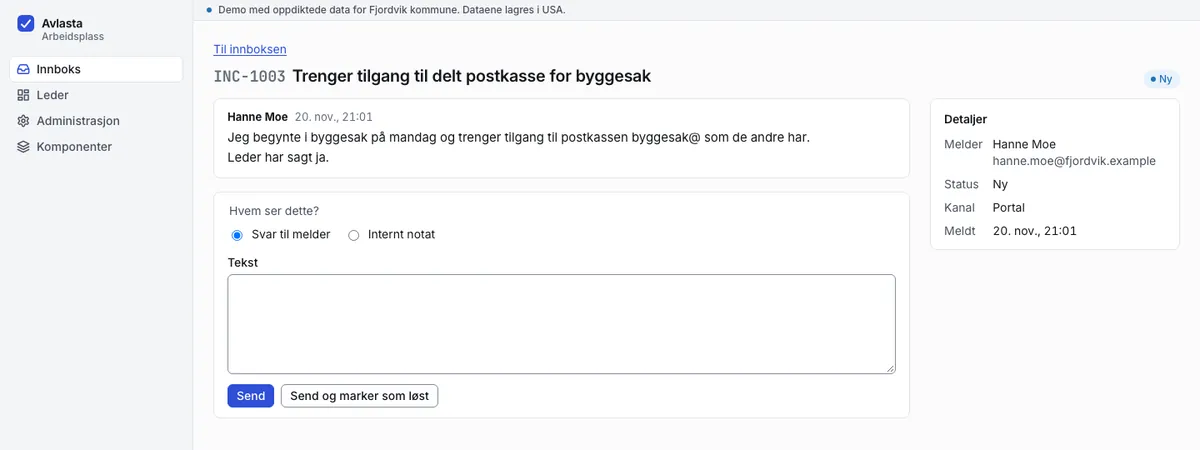 Avlasta
Arbeidsplass
Innboks
Leder
Administrasjon
Komponenter
Demo med oppdiktede data for Fjordvik kommune. Dataene lagres i USA.
Til innboksen
INC-1003 Trenger tilgang til delt postkasse for byggesak
Ny
Hanne Moe 20. nov., 21:01
Jeg begynte i byggesak på mandag og trenger tilgang til postkassen byggesak@ som de andre har.
Leder har sagt ja.
Hvem ser dette?
Svar til melder Internt notat
Tekst
Send Send og marker som løst
Detaljer
Melder Hanne Moe
hanne.moe@fjordvik.example
Status Ny
Kanal Portal
Meldt 20. nov., 21:01